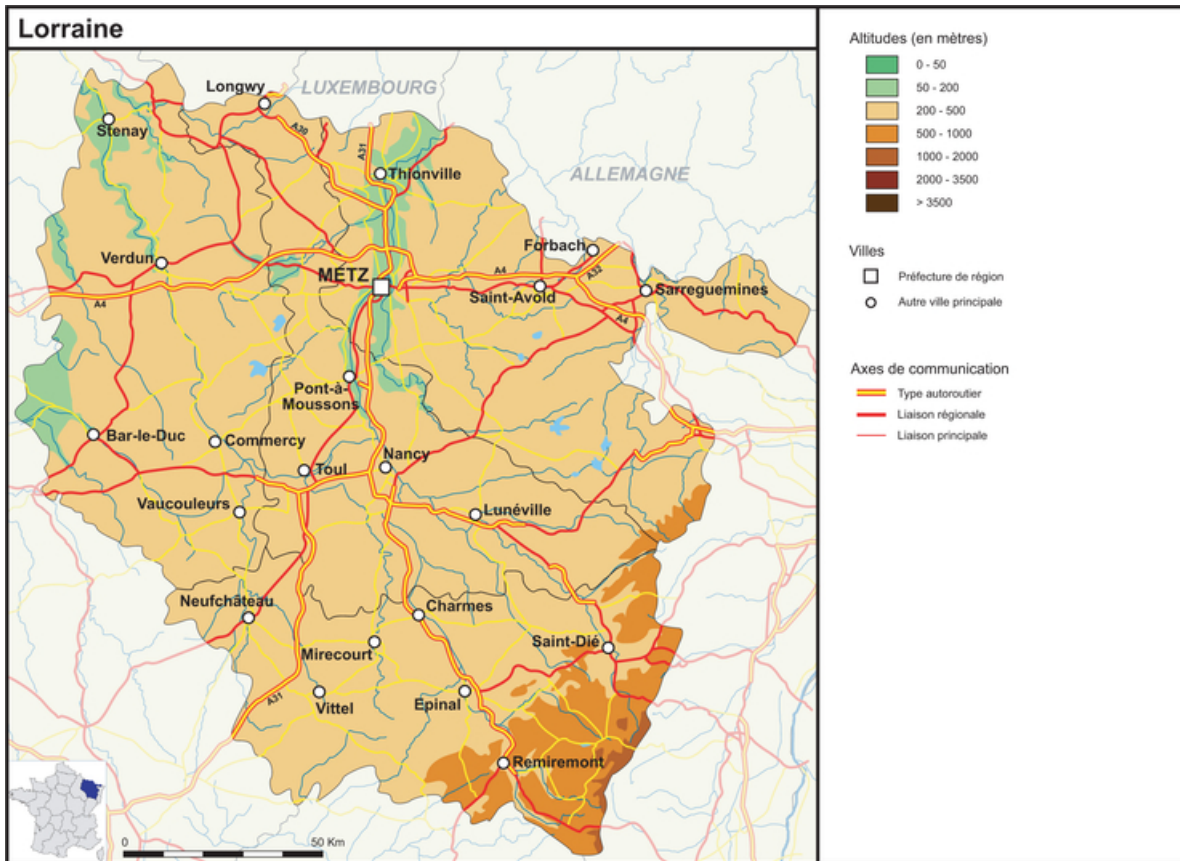 Lorraine
LUXEMBOURG
Longwy
Stenay
A30
A31
Thionville
ALLEMAGNE
Verdun
Forbach
METZ
A4
A32
Saint-Avold
Sarreguemines
A4
A4
Pont-à-
Moussons
Bar-le-Duc
Commercy
Toul
Nancy
Vaucouleurs
Lunéville
Neufchâteau
Charmes
Mirecourt
Saint-Dié
A31
Vittel
Épinal
Remiremont
0
50 Km
Altitudes (en mètres)
0 - 50
50 - 200
200 - 500
500 - 1000
1000 - 2000
2000 - 3500
> 3500
Villes
Préfecture de région
Autre ville principale
Axes de communication
Type autoroutier
Liaison régionale
Liaison principale